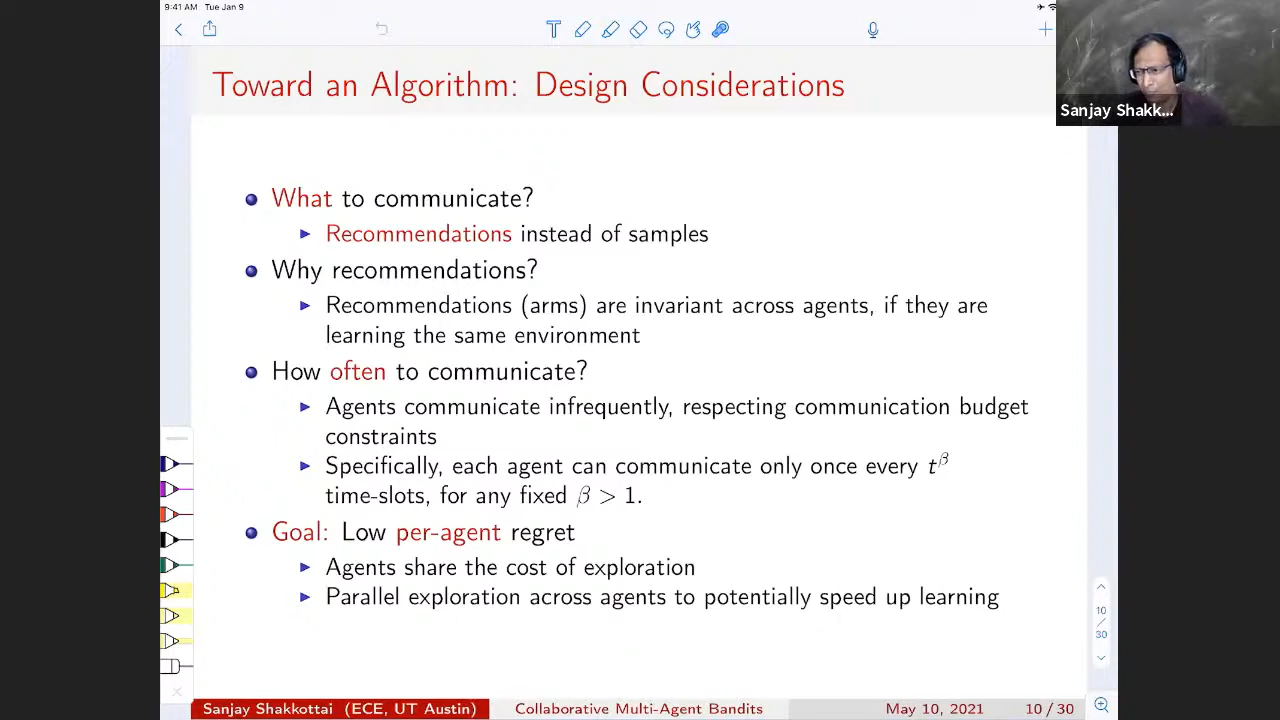 9:41 AM Tue Jan 9
Toward an Algorithm: Design Considerations
Sanjay Shakk...
What to communicate?
Recommendations instead of samples
Why recommendations?
Recommendations (arms) are invariant across agents, if they are
learning the same environment
How often to communicate?
Agents communicate infrequently, respecting communication budget
constraints
Specifically, each agent can communicate only once every t^β
time-slots, for any fixed β > 1.
Goal: Low per-agent regret
Agents share the cost of exploration
Parallel exploration across agents to potentially speed up learning
10
/
30
Sanjay Shakkottai (ECE, UT Austin) Collaborative Multi-Agent Bandits May 10, 2021 10 / 30